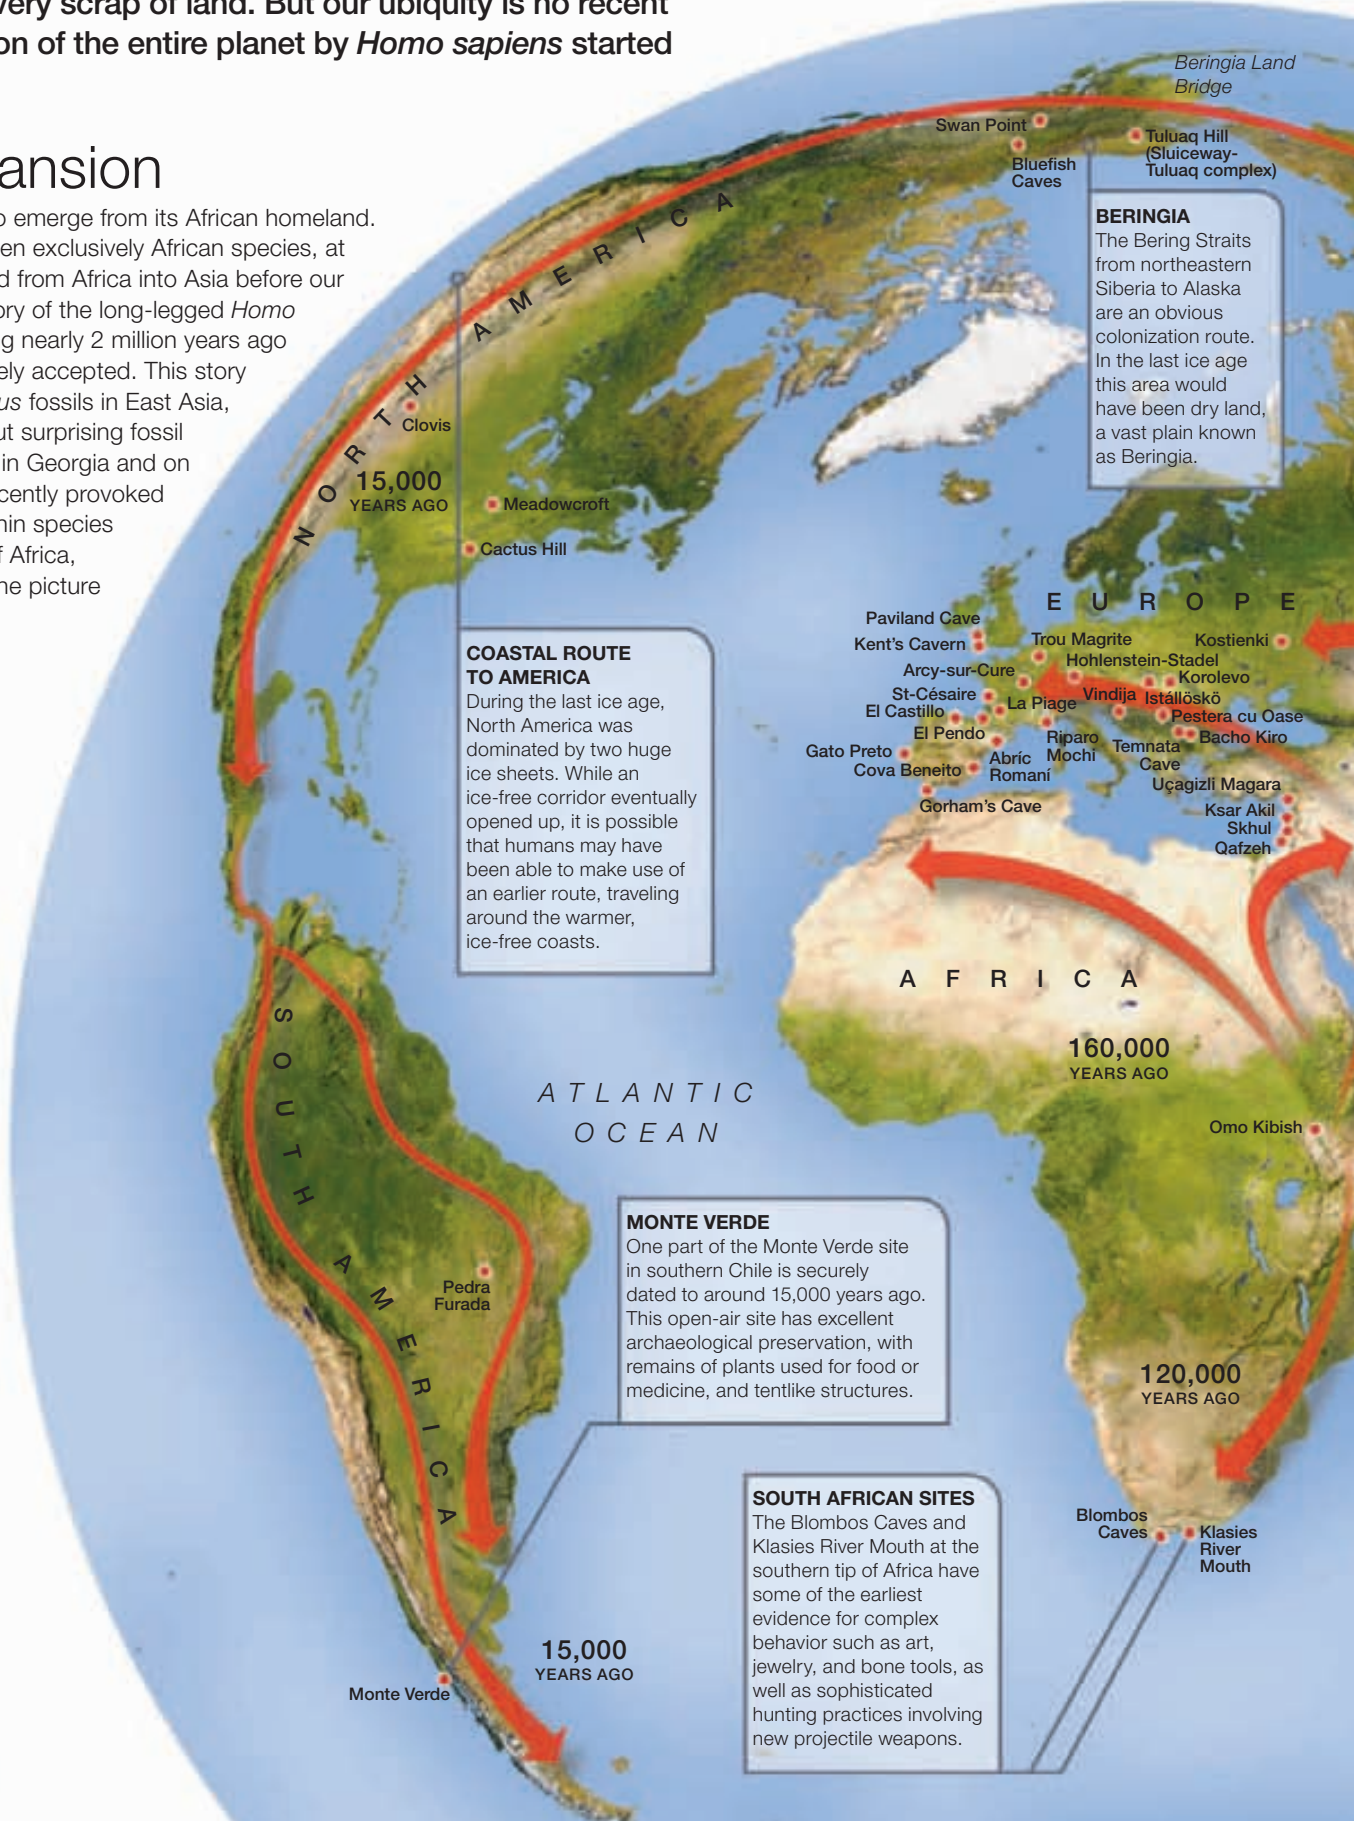 very scrap of land. But our ubiquity is no recent
on of the entire planet by Homo sapiens started
ansion
o emerge from its African homeland.
en exclusively African species, at
d from Africa into Asia before our
ory of the long-legged Homo
g nearly 2 million years ago
ely accepted. This story
us fossils in East Asia,
ut surprising fossil
in Georgia and on
cently provoked
hin species
f Africa,
he picture
Beringia Land
Bridge
Swan Point
Bluefish
Caves
Tuluaq Hill
(Sluiceway-
Tuluaq complex)
BERINGIA
The Bering Straits
from northeastern
Siberia to Alaska
are an obvious
colonization route.
In the last ice age
this area would
have been dry land,
a vast plain known
as Beringia.
NORTH AMERICA
Clovis
15,000
YEARS AGO
Meadowcroft
Cactus Hill
COASTAL ROUTE
TO AMERICA
During the last ice age,
North America was
dominated by two huge
ice sheets. While an
ice-free corridor eventually
opened up, it is possible
that humans may have
been able to make use of
an earlier route, traveling
around the warmer,
ice-free coasts.
EUROPE
Paviland Cave
Kent's Cavern
Trou Magrite
Kostienki
Arcy-sur-Cure
Hohlenstein-Stadel
Korolevo
St-Césaire
La Piage
Vindija
Istállöskö
El Castillo
Pestera cu Oase
El Pendo
Riparo
Mochi
Bacho Kiro
Gato Preto
Abríc
Romaní
Temnata
Cave
Cova Beneito
Uçagizli Magara
Gorham's Cave
Ksar Akil
Skhul
Qafzeh
AFRICA
160,000
YEARS AGO
Omo Kibish
ATLANTIC
OCEAN
SOUTH AMERICA
Pedra
Furada
MONTE VERDE
One part of the Monte Verde site
in southern Chile is securely
dated to around 15,000 years ago.
This open-air site has excellent
archaeological preservation, with
remains of plants used for food or
medicine, and tentlike structures.
120,000
YEARS AGO
SOUTH AFRICAN SITES
The Blombos Caves and
Klasies River Mouth at the
southern tip of Africa have
some of the earliest
evidence for complex
behavior such as art,
jewelry, and bone tools, as
well as sophisticated
hunting practices involving
new projectile weapons.
Blombos
Caves
Klasies
River
Mouth
15,000
YEARS AGO
Monte Verde